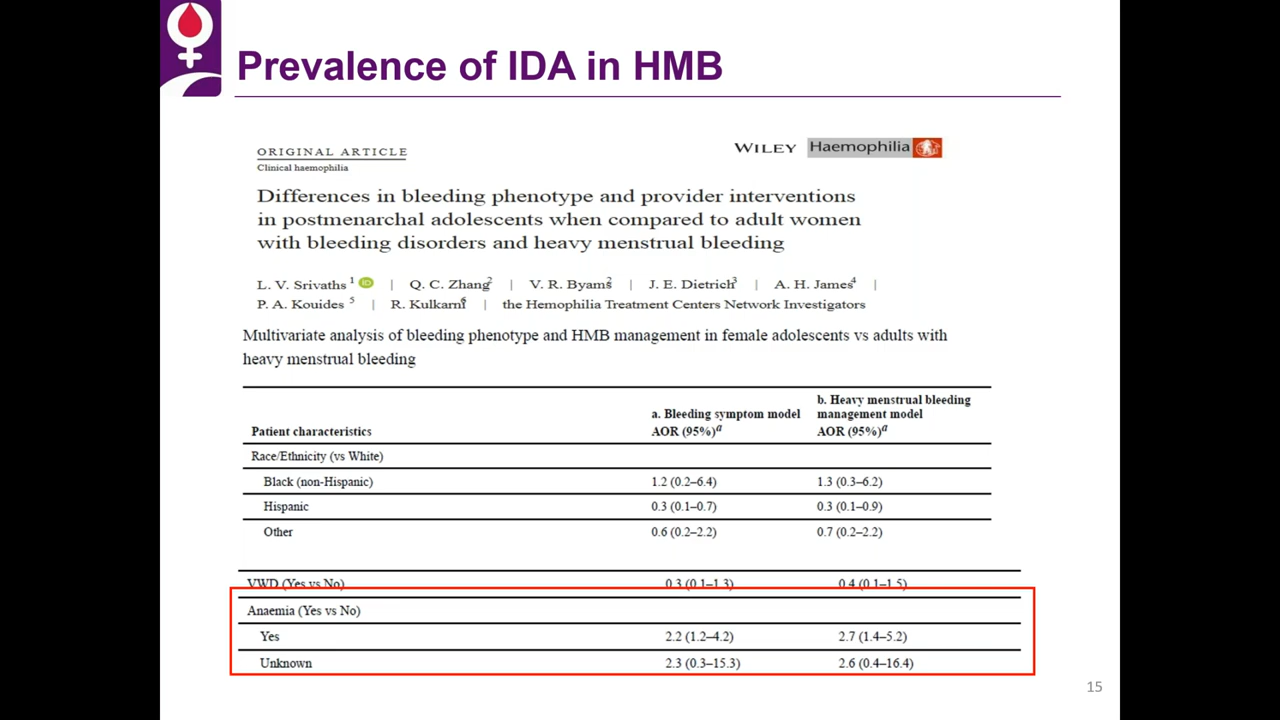 Prevalence of IDA in HMB
ORIGINAL ARTICLE
Clinical haemophilia
WILEY Haemophilia
Differences in bleeding phenotype and provider interventions
in postmenarchal adolescents when compared to adult women
with bleeding disorders and heavy menstrual bleeding
L. V. Srivaths 1 iD | Q. C. Zhang2 | V. R. Byams2 | J. E. Dietrich3 | A. H. James4 |
P. A. Kouides 5 | R. Kulkarni6 | the Hemophilia Treatment Centers Network Investigators
Multivariate analysis of bleeding phenotype and HMB management in female adolescents vs adults with
heavy menstrual bleeding
Patient characteristics
a. Bleeding symptom model
AOR (95%)a
b. Heavy menstrual bleeding
management model
AOR (95%)a
Race/Ethnicity (vs White)
Black (non-Hispanic) 1.2 (0.2–6.4) 1.3 (0.3–6.2)
Hispanic 0.3 (0.1–0.7) 0.3 (0.1–0.9)
Other 0.6 (0.2–2.2) 0.7 (0.2–2.2)
VWD (Yes vs No) 0.3 (0.1–1.3) 0.4 (0.1–1.5)
Anaemia (Yes vs No)
Yes 2.2 (1.2–4.2) 2.7 (1.4–5.2)
Unknown 2.3 (0.3–15.3) 2.6 (0.4–16.4)
15